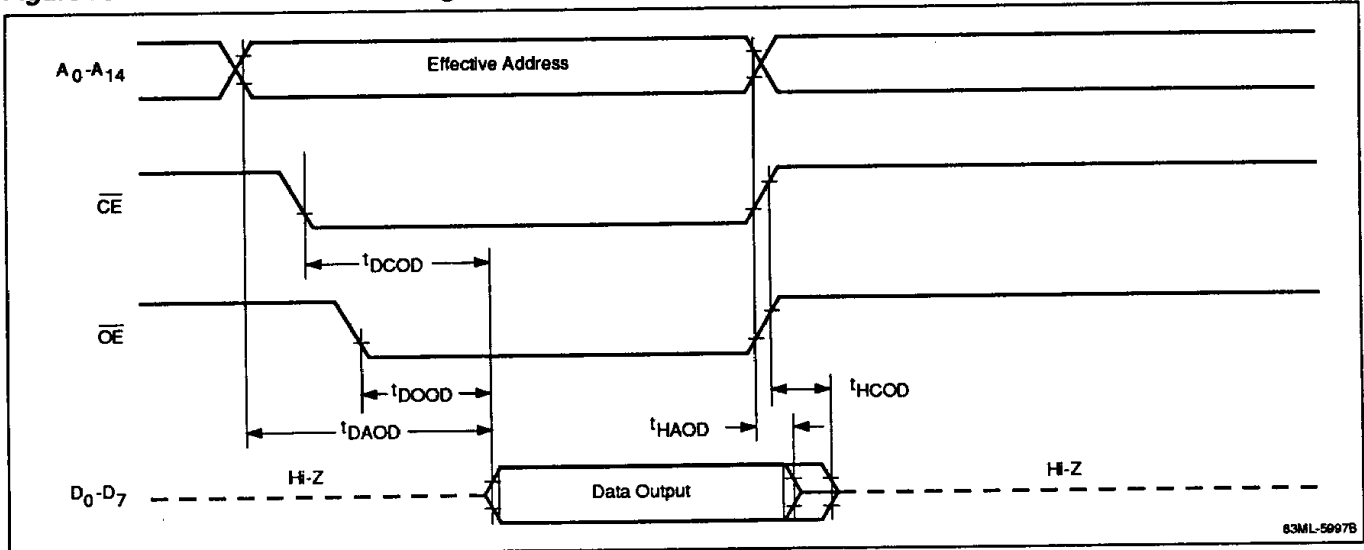 A0-A14
Effective Address
CE
tDCOD
OE
tDOOD
tHCOD
tDAOD
tHAOD
Hi-Z
Hi-Z
D0-D7
Data Output
83ML-5997B